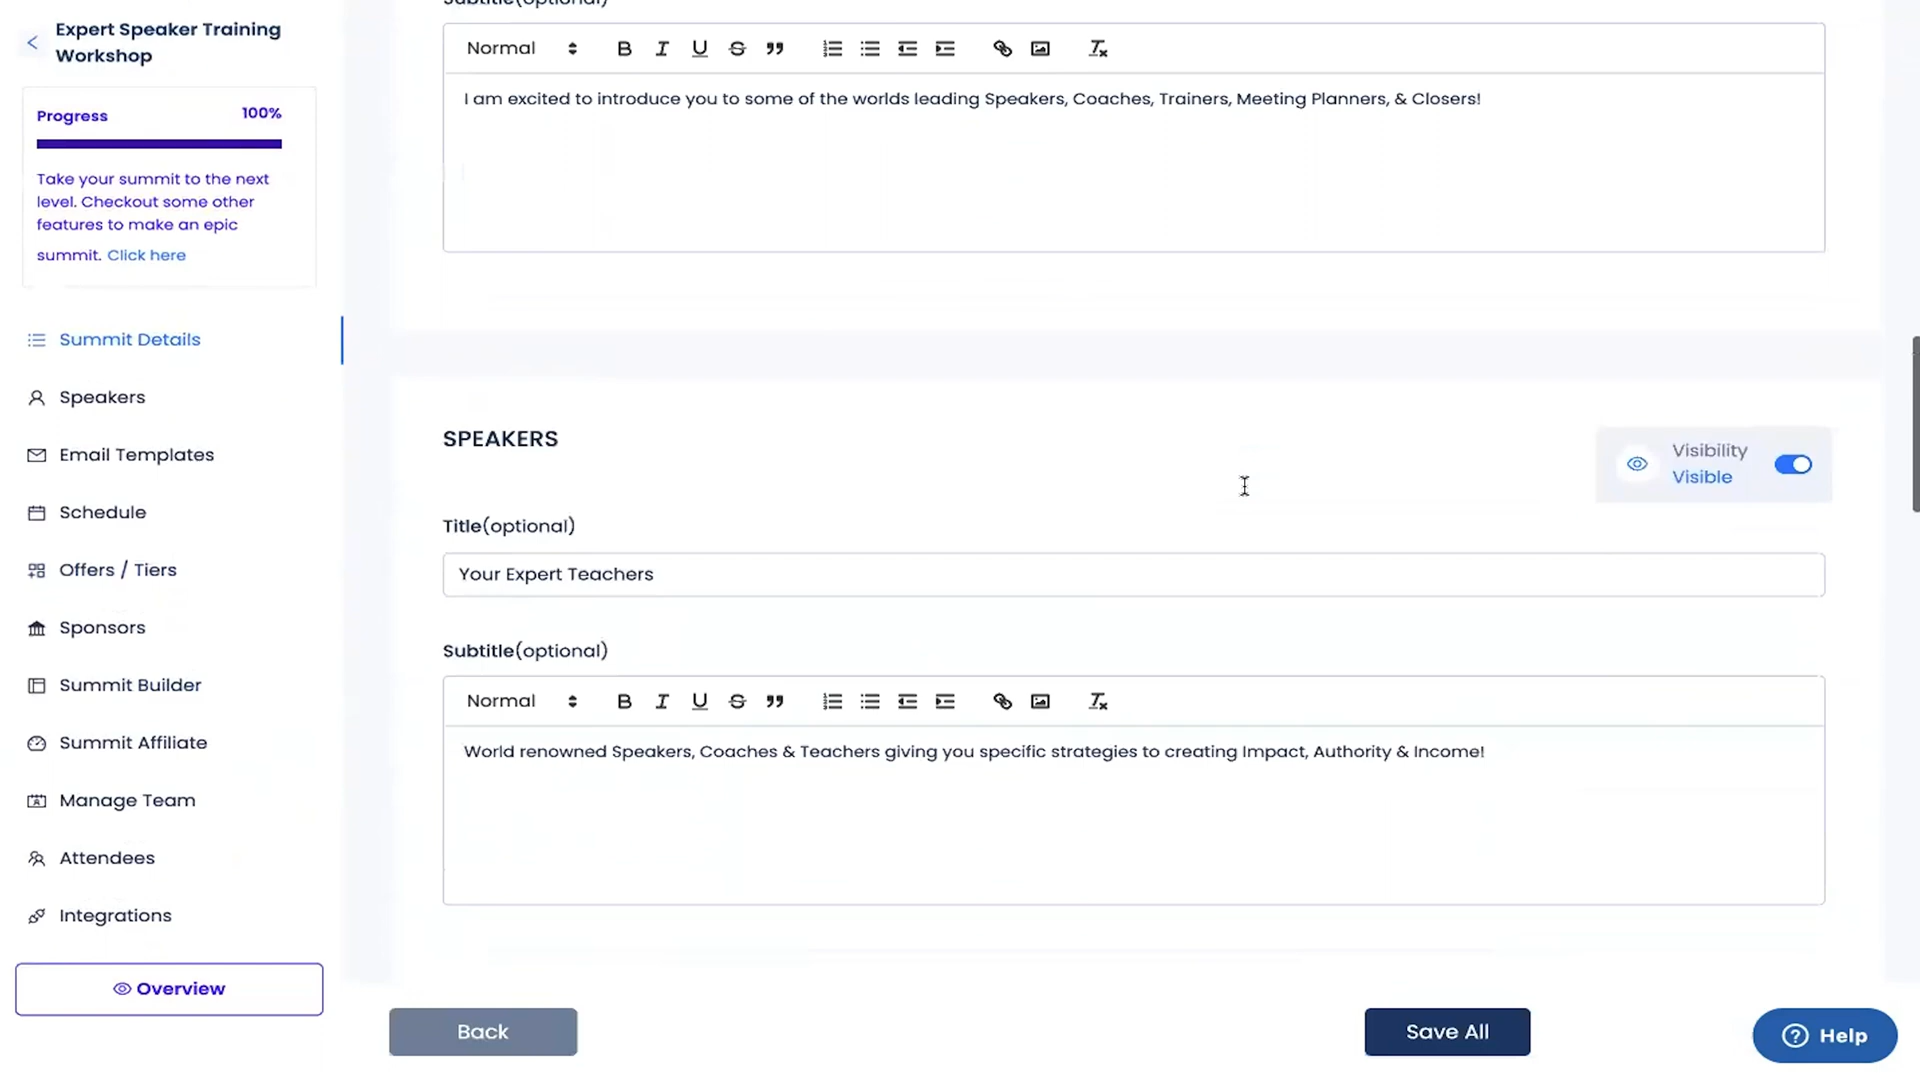 Expert Speaker Training
Workshop
Progress 100%
Take your summit to the next
level. Checkout some other
features to make an epic
summit. Click here
Summit Details
Speakers
Email Templates
Schedule
Offers / Tiers
Sponsors
Summit Builder
Summit Affiliate
Manage Team
Attendees
Integrations
Overview
Subtitle(optional)
Normal
I am excited to introduce you to some of the worlds leading Speakers, Coaches, Trainers, Meeting Planners, & Closers!
SPEAKERS
Visibility
Visible
Title(optional)
Your Expert Teachers
Subtitle(optional)
Normal
World renowned Speakers, Coaches & Teachers giving you specific strategies to creating Impact, Authority & Income!
Back
Save All
Help